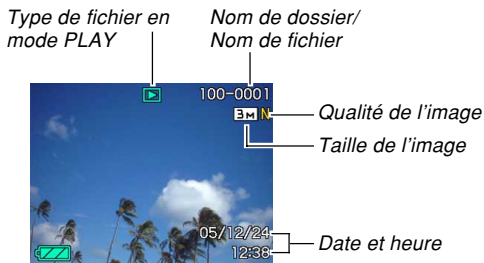 Type de fichier en
mode PLAY
Nom de dossier/
Nom de fichier
100-0001
3M N
Qualité de l'image
Taille de l'image
05/12/24
12:38
Date et heure